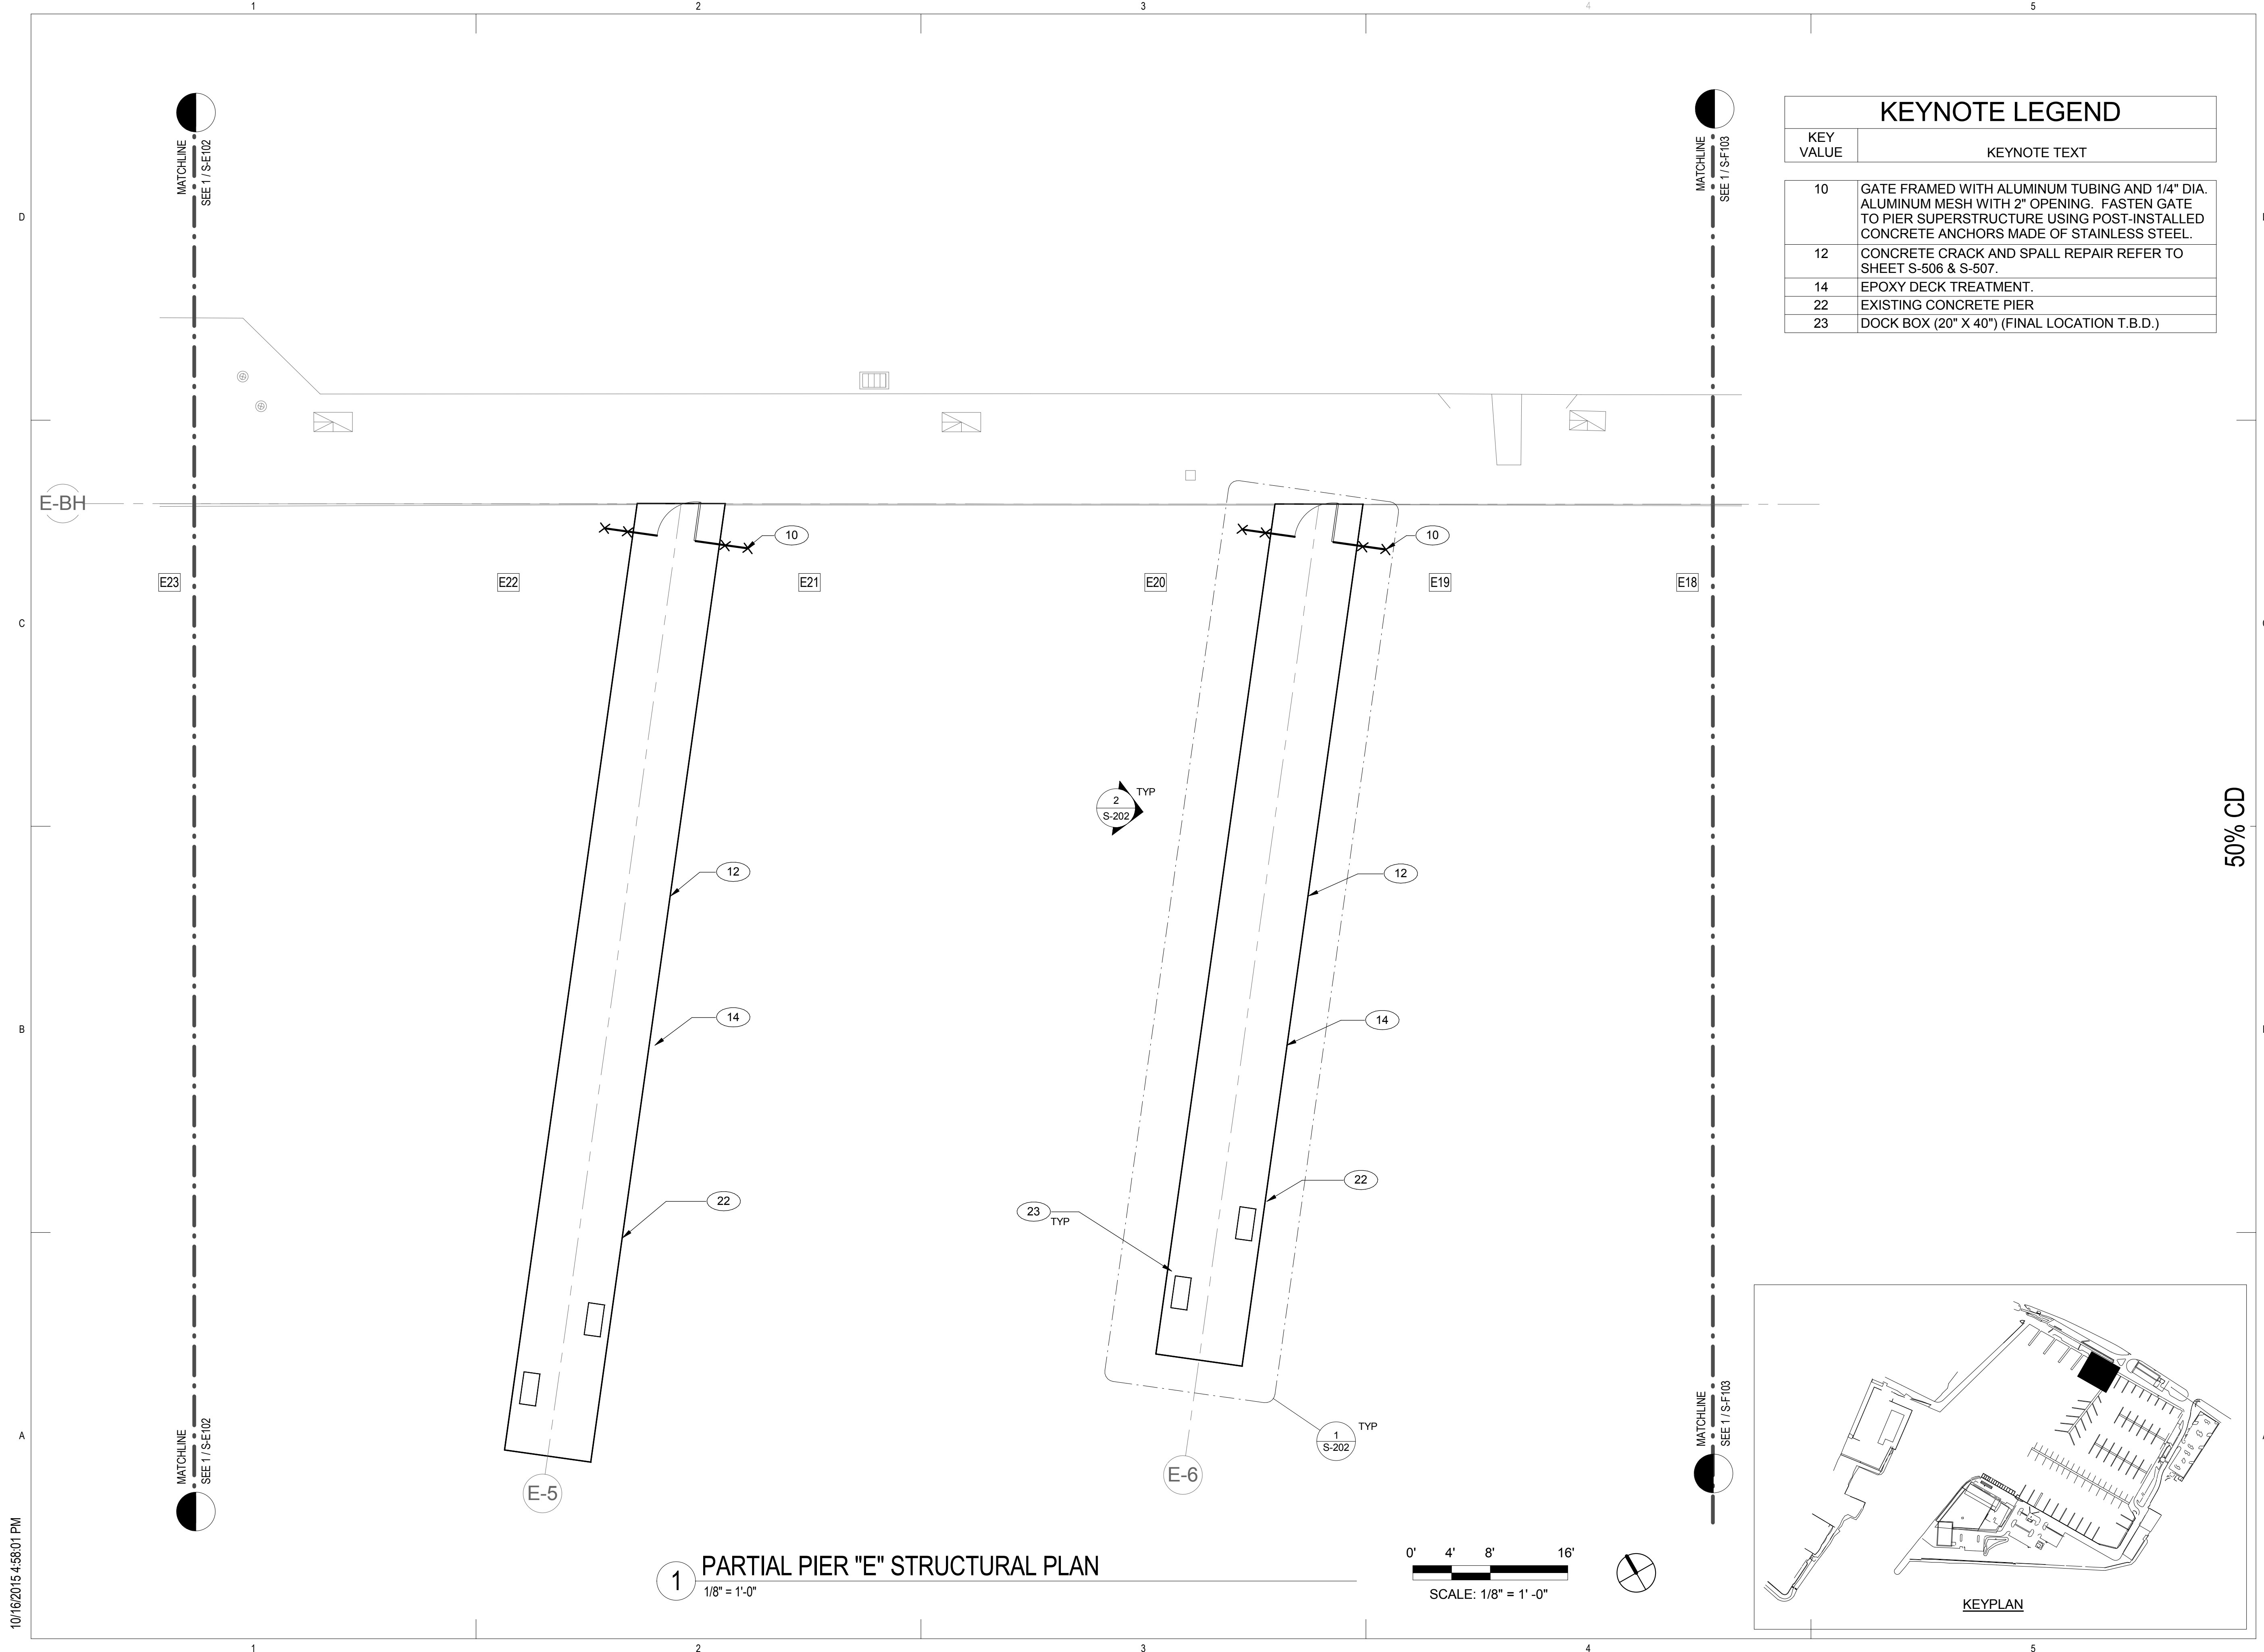 1
2
3
4
5
KEYNOTE LEGEND
KEY
VALUE
KEYNOTE TEXT
10
GATE FRAMED WITH ALUMINUM TUBING AND 1/4" DIA.
ALUMINUM MESH WITH 2" OPENING. FASTEN GATE
TO PIER SUPERSTRUCTURE USING POST-INSTALLED
CONCRETE ANCHORS MADE OF STAINLESS STEEL.
12
CONCRETE CRACK AND SPALL REPAIR REFER TO
SHEET S-506 & S-507.
14
EPOXY DECK TREATMENT.
22
EXISTING CONCRETE PIER
23
DOCK BOX (20" X 40") (FINAL LOCATION T.B.D.)
MATCHLINE
SEE 1 / S-E102
MATCHLINE
SEE 1 / S-F103
D
E-BH
10
10
E23
E22
E21
E20
E19
E18
C
2
S-202
TYP
50% CD
12
12
14
14
B
22
22
23
TYP
MATCHLINE
SEE 1 / S-E102
MATCHLINE
SEE 1 / S-F103
A
1
S-202
TYP
E-5
E-6
1
PARTIAL PIER "E" STRUCTURAL PLAN
1/8" = 1'-0"
0' 4' 8' 16'
SCALE: 1/8" = 1' -0"
KEYPLAN
10/16/2015 4:58:01 PM
1
2
3
4
5